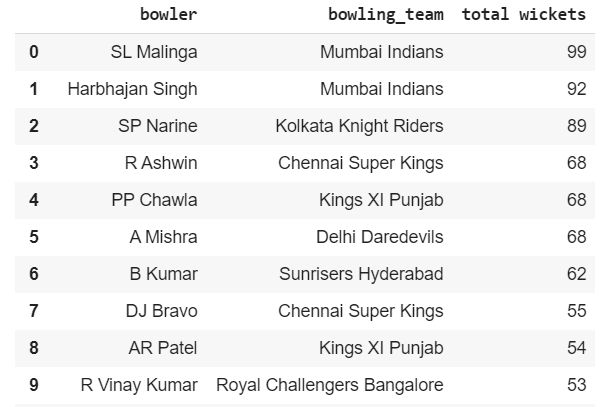 bowler bowling_team total wickets
0 SL Malinga Mumbai Indians 99
1 Harbhajan Singh Mumbai Indians 92
2 SP Narine Kolkata Knight Riders 89
3 R Ashwin Chennai Super Kings 68
4 PP Chawla Kings XI Punjab 68
5 A Mishra Delhi Daredevils 68
6 B Kumar Sunrisers Hyderabad 62
7 DJ Bravo Chennai Super Kings 55
8 AR Patel Kings XI Punjab 54
9 R Vinay Kumar Royal Challengers Bangalore 53